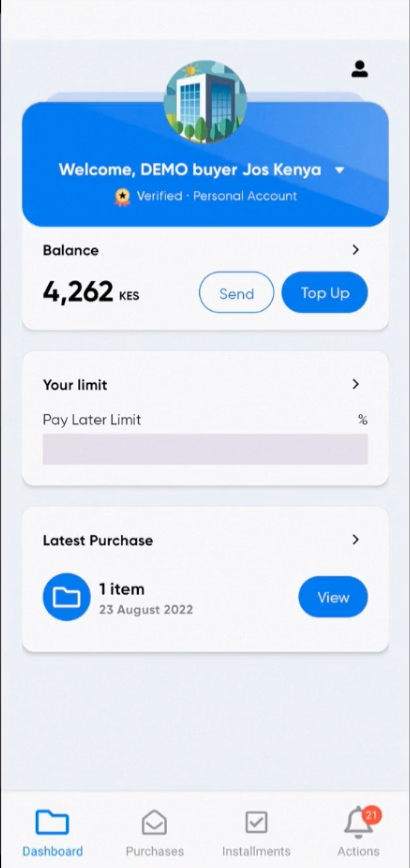 Welcome, DEMO buyer Jos Kenya
Verified · Personal Account
Balance
4,262 KES
Send
Top Up
Your limit
Pay Later Limit
%
Latest Purchase
1 item
23 August 2022
View
21
Dashboard
Purchases
Installments
Actions